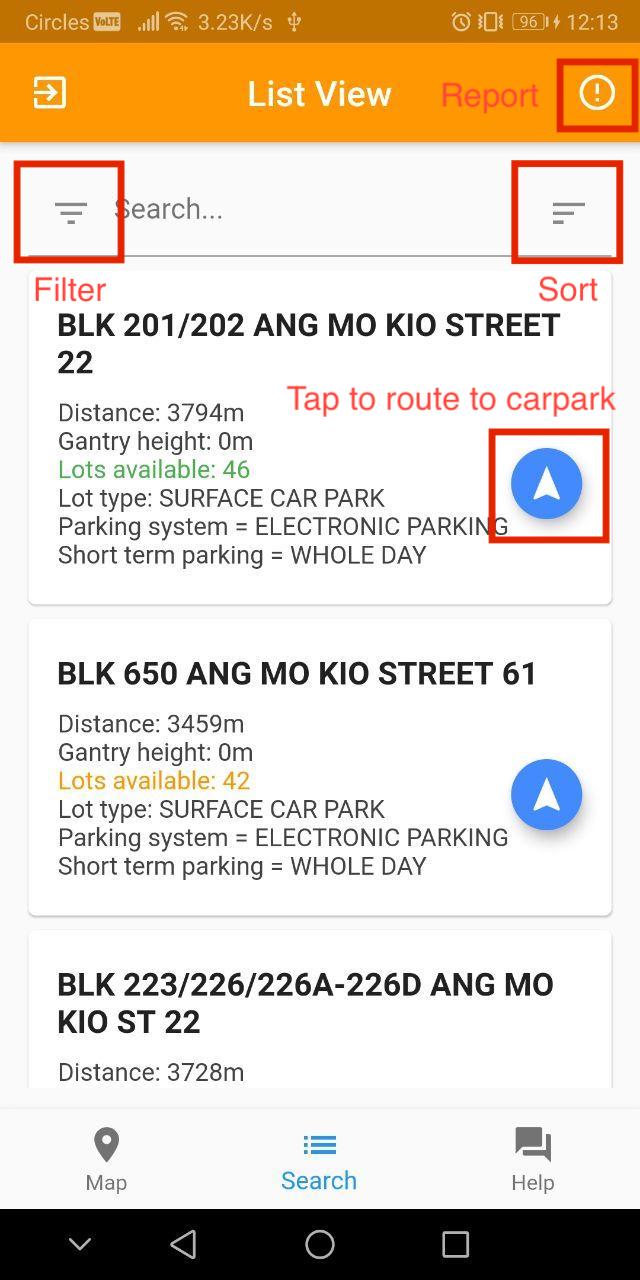 Circles VoLTE 3.23K/s 96 12:13
List View Report
Search...
Filter Sort
BLK 201/202 ANG MO KIO STREET
22
Tap to route to carpark
Distance: 3794m
Gantry height: 0m
Lots available: 46
Lot type: SURFACE CAR PARK
Parking system = ELECTRONIC PARKING
Short term parking = WHOLE DAY
BLK 650 ANG MO KIO STREET 61
Distance: 3459m
Gantry height: 0m
Lots available: 42
Lot type: SURFACE CAR PARK
Parking system = ELECTRONIC PARKING
Short term parking = WHOLE DAY
BLK 223/226/226A-226D ANG MO
KIO ST 22
Distance: 3728m
Map Search Help